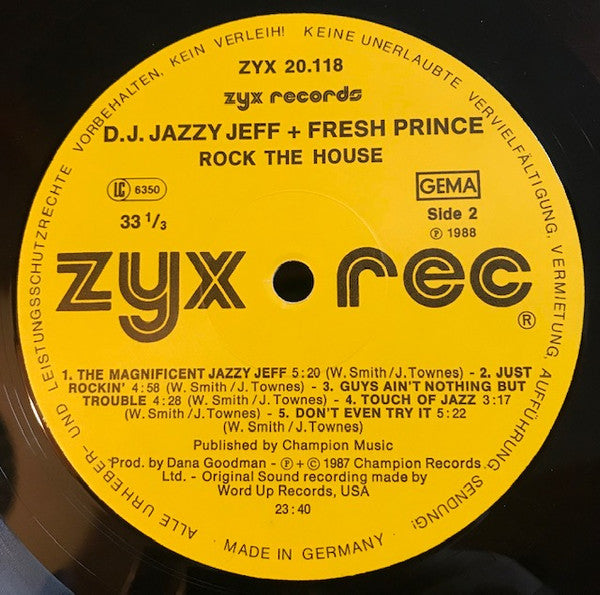 ALLE URHEBER- UND LEISTUNGSSCHUTZRECHTE VORBEHALTEN, KEIN VERLEIH! KEINE UNERLAUBTE VERVIELFÄLTIGUNG, VERMIETUNG, AUFFÜHRUNG, SENDUNG!
ZYX 20.118
zyx records
D.J. JAZZY JEFF + FRESH PRINCE
ROCK THE HOUSE
LC 6350
GEMA
33 1/3
Side 2
Ⓟ 1988
zyx rec
®
1. THE MAGNIFICENT JAZZY JEFF 5:20 (W. Smith/J. Townes) - 2. JUST
ROCKIN' 4:58 (W. Smith/J. Townes) - 3. GUYS AIN'T NOTHING BUT
TROUBLE 4:28 (W. Smith/J. Townes) - 4. TOUCH OF JAZZ 3:17
(W. Smith/J. Townes) - 5. DON'T EVEN TRY IT 5:22
(W. Smith/J. Townes)
Published by Champion Music
Prod. by Dana Goodman - Ⓟ + © 1987 Champion Records
Ltd. - Original Sound recording made by
Word Up Records, USA
23:40
· MADE IN GERMANY ·